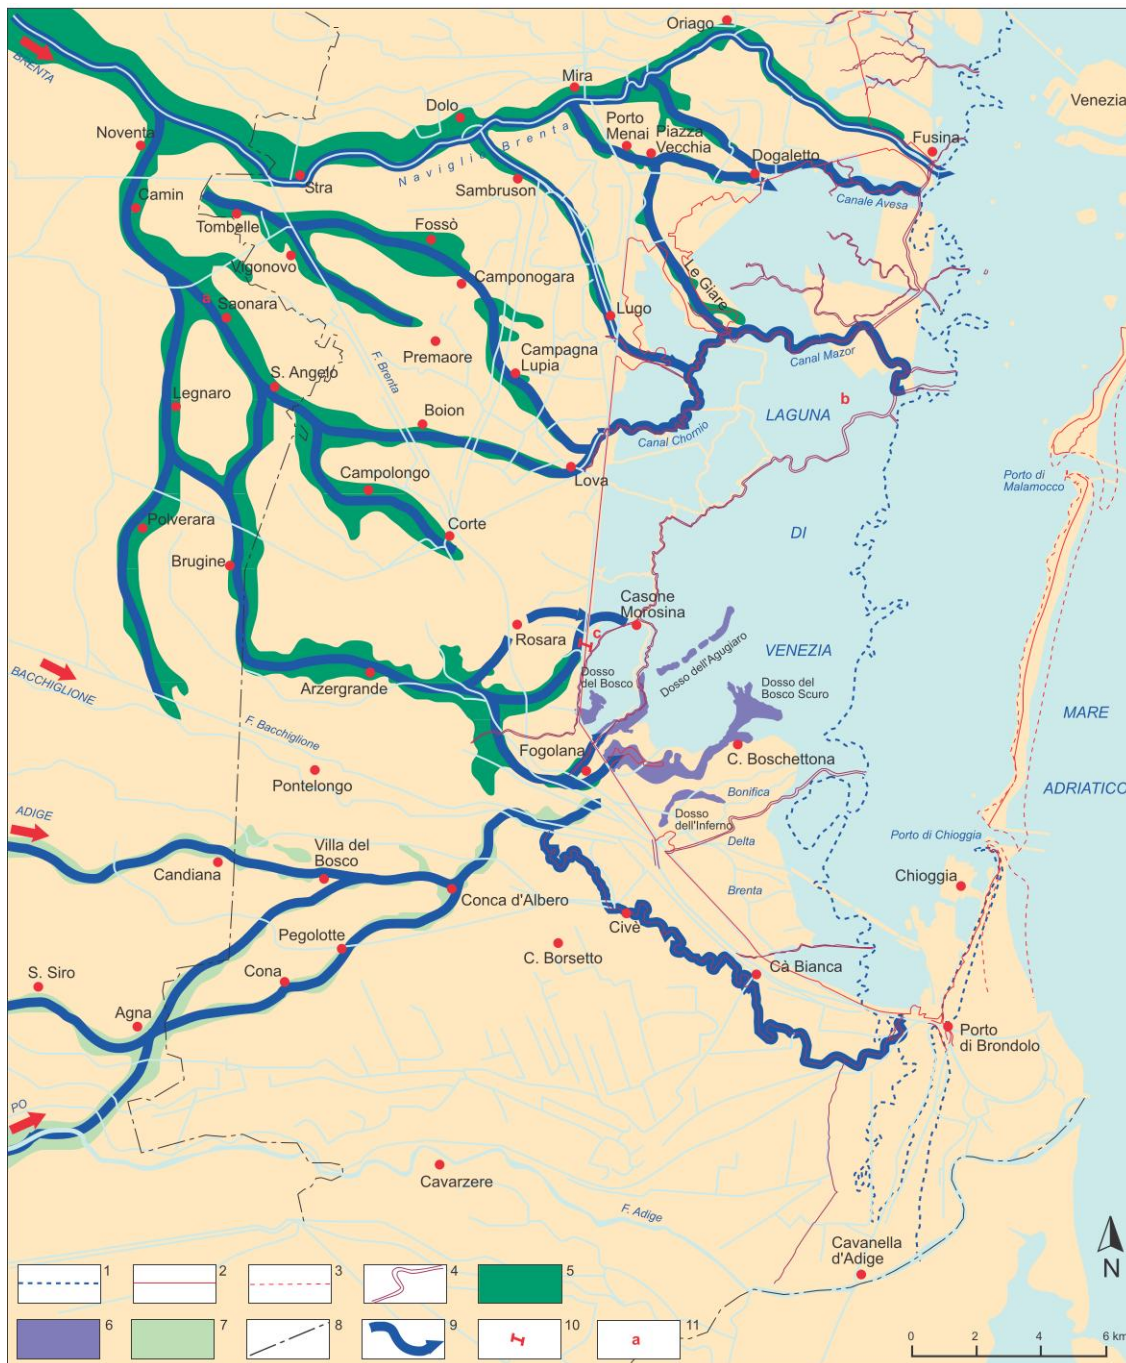 Oriago
BRENTA
Mira
Venezia
Dolo
Noventa
Porto
Menai
Piazza
Vecchia
Fusina
Naviglio Brenta
Dogaletto
Stra
Sambruson
Camin
Canale Avesa
Tombelle
Fossò
Vigonovo
Camponogara
Le Giare
a
Saonara
Lugo
Premaore
F. Brenta
Campagna
Lupia
Canal Mazor
S. Angelo
Legnaro
b
Boion
LAGUNA
Canal Chornio
Lova
Porto di
Malamocco
Campolongo
Polverara
Corte
DI
Brugine
Casone
Morosina
Rosara
c
VENEZIA
BACCHIGLIONE
Dosso
del Bosco
Dosso dell'Agugiaro
Arzergrande
Dosso del
Bosco Scuro
MARE
F. Bacchiglione
Fogolana
C. Boschettona
Pontelongo
Bonifica
ADRIATICO
ADIGE
Dosso
dell'Inferno
Delta
Porto di Chioggia
Villa del
Bosco
Candiana
Chioggia
Conca d'Albero
Brenta
Civè
Pegolotte
C. Borsetto
Cà Bianca
S. Siro
Cona
Agna
Porto
di Brondolo
PO
Cavarzere
F. Adige
Cavanella
d'Adige
N
1
2
3
4
5
6
7
8
9
10
a
11
0 2 4 6 km